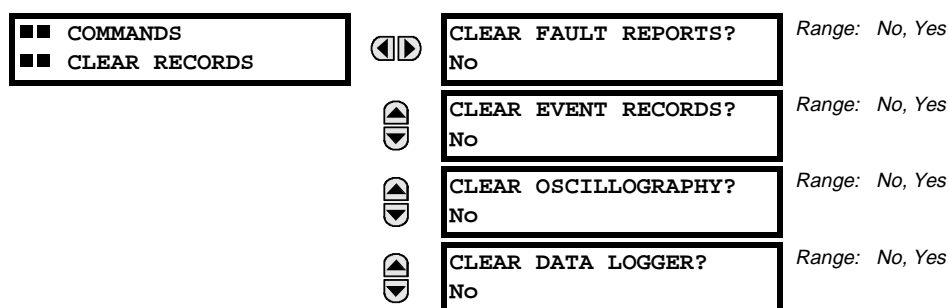 COMMANDS
CLEAR RECORDS
CLEAR FAULT REPORTS?
No
Range: No, Yes
CLEAR EVENT RECORDS?
No
Range: No, Yes
CLEAR OSCILLOGRAPHY?
No
Range: No, Yes
CLEAR DATA LOGGER?
No
Range: No, Yes